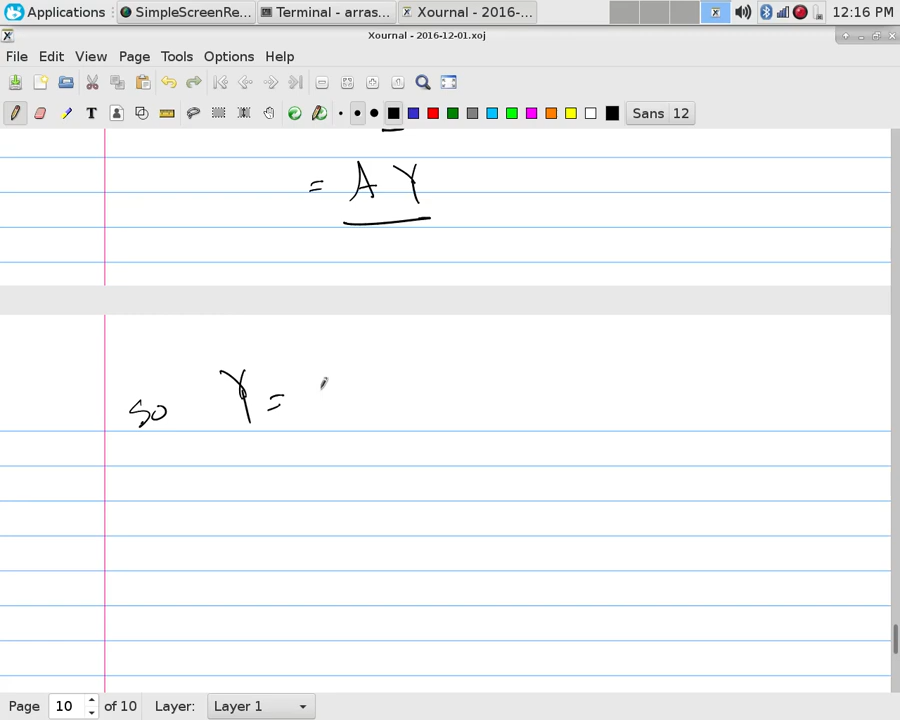 Applications SimpleScreenRe... Terminal - arras... Xournal - 2016-... 12:16 PM
Xournal - 2016-12-01.xoj
File Edit View Page Tools Options Help
Sans 12
= A Y
so Y =
Page 10 of 10 Layer: Layer 1